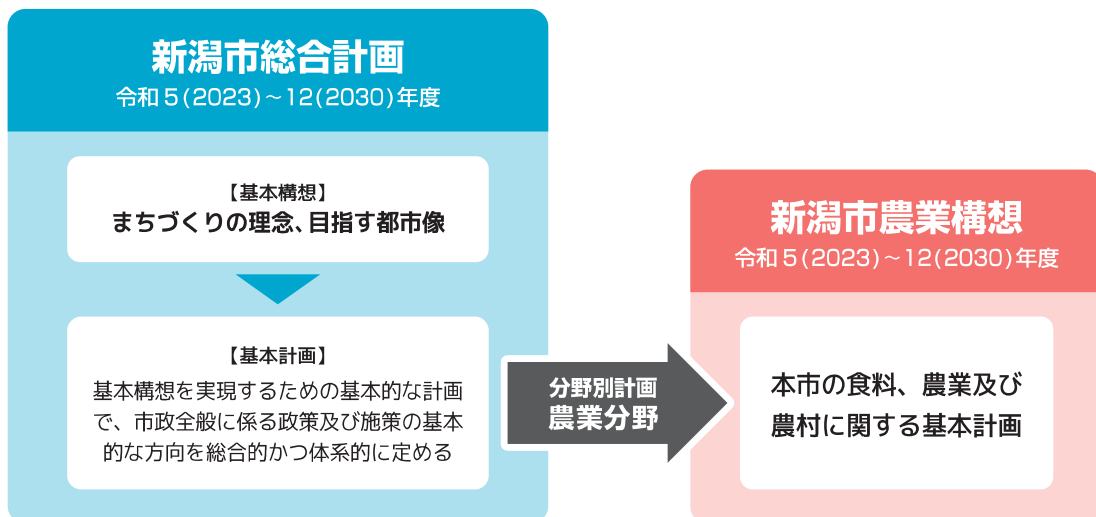 新潟市総合計画
令和5(2023)~12(2030)年度
【基本構想】
まちづくりの理念、目指す都市像
【基本計画】
基本構想を実現するための基本的な計画
で、市政全般に係る政策及び施策の基本
的な方向を総合的かつ体系的に定める
分野別計画
農業分野
新潟市農業構想
令和5(2023)~12(2030)年度
本市の食料、農業及び
農村に関する基本計画